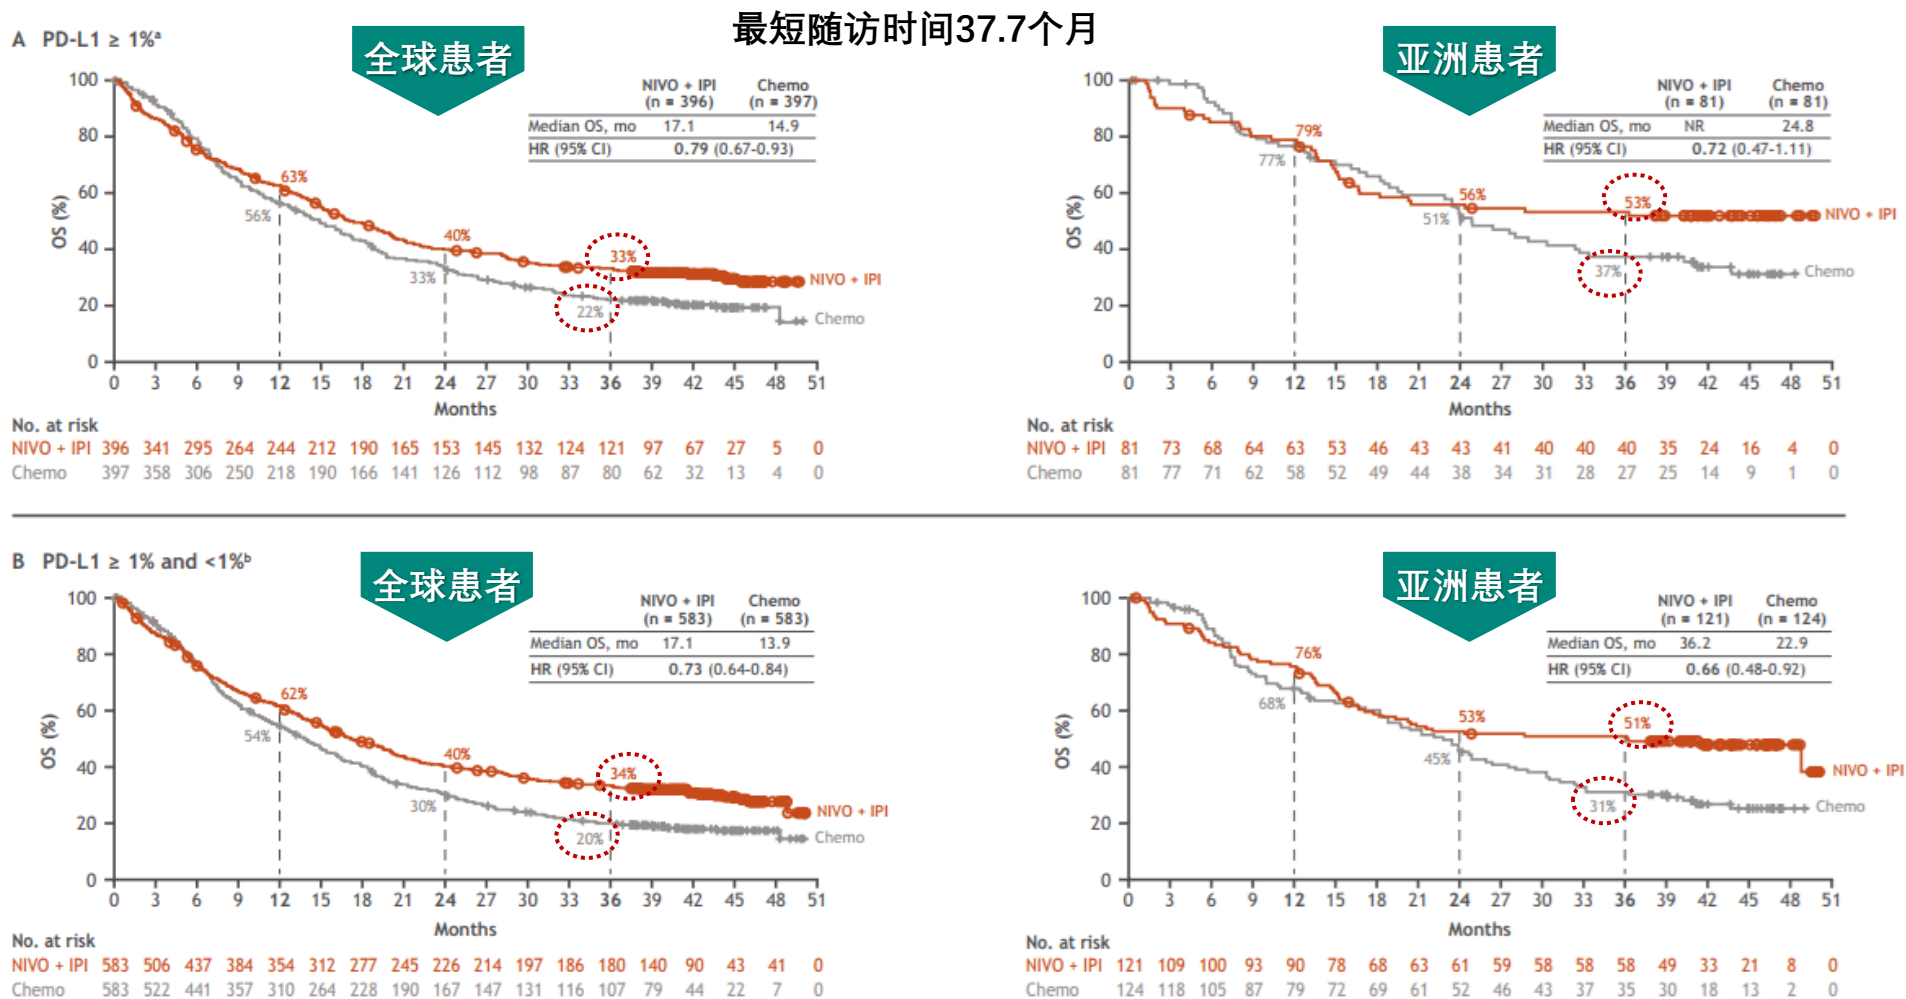 最短随访时间37.7个月
A PD-L1 ≥ 1%ᵃ
全球患者
NIVO + IPI Chemo
(n = 396) (n = 397)
Median OS, mo 17.1 14.9
HR (95% CI) 0.79 (0.67-0.93)
OS (%)
100
80
60
40
20
0
63%
56%
40%
33%
33%
22%
NIVO + IPI
Chemo
0 3 6 9 12 15 18 21 24 27 30 33 36 39 42 45 48 51
Months
No. at risk
NIVO + IPI 396 341 295 264 244 212 190 165 153 145 132 124 121 97 67 27 5 0
Chemo 397 358 306 250 218 190 166 141 126 112 98 87 80 62 32 13 4 0
亚洲患者
NIVO + IPI Chemo
(n = 81) (n = 81)
Median OS, mo NR 24.8
HR (95% CI) 0.72 (0.47-1.11)
OS (%)
100
80
60
40
20
0
79%
77%
56%
51%
53%
37%
NIVO + IPI
Chemo
0 3 6 9 12 15 18 21 24 27 30 33 36 39 42 45 48 51
Months
No. at risk
NIVO + IPI 81 73 68 64 63 53 46 43 43 41 40 40 40 35 24 16 4 0
Chemo 81 77 71 62 58 52 49 44 38 34 31 28 27 25 14 9 1 0
B PD-L1 ≥ 1% and <1%ᵇ
全球患者
NIVO + IPI Chemo
(n = 583) (n = 583)
Median OS, mo 17.1 13.9
HR (95% CI) 0.73 (0.64-0.84)
OS (%)
100
80
60
40
20
0
62%
54%
40%
30%
34%
20%
NIVO + IPI
Chemo
0 3 6 9 12 15 18 21 24 27 30 33 36 39 42 45 48 51
Months
No. at risk
NIVO + IPI 583 506 437 384 354 312 277 245 226 214 197 186 180 140 90 43 41 0
Chemo 583 522 441 357 310 264 228 190 167 147 131 116 107 79 44 22 7 0
亚洲患者
NIVO + IPI Chemo
(n = 121) (n = 124)
Median OS, mo 36.2 22.9
HR (95% CI) 0.66 (0.48-0.92)
OS (%)
100
80
60
40
20
0
76%
68%
53%
45%
51%
31%
NIVO + IPI
Chemo
0 3 6 9 12 15 18 21 24 27 30 33 36 39 42 45 48 51
Months
No. at risk
NIVO + IPI 121 109 100 93 90 78 68 63 61 59 58 58 58 49 33 21 8 0
Chemo 124 118 105 87 79 72 69 61 52 46 43 37 35 30 18 13 2 0